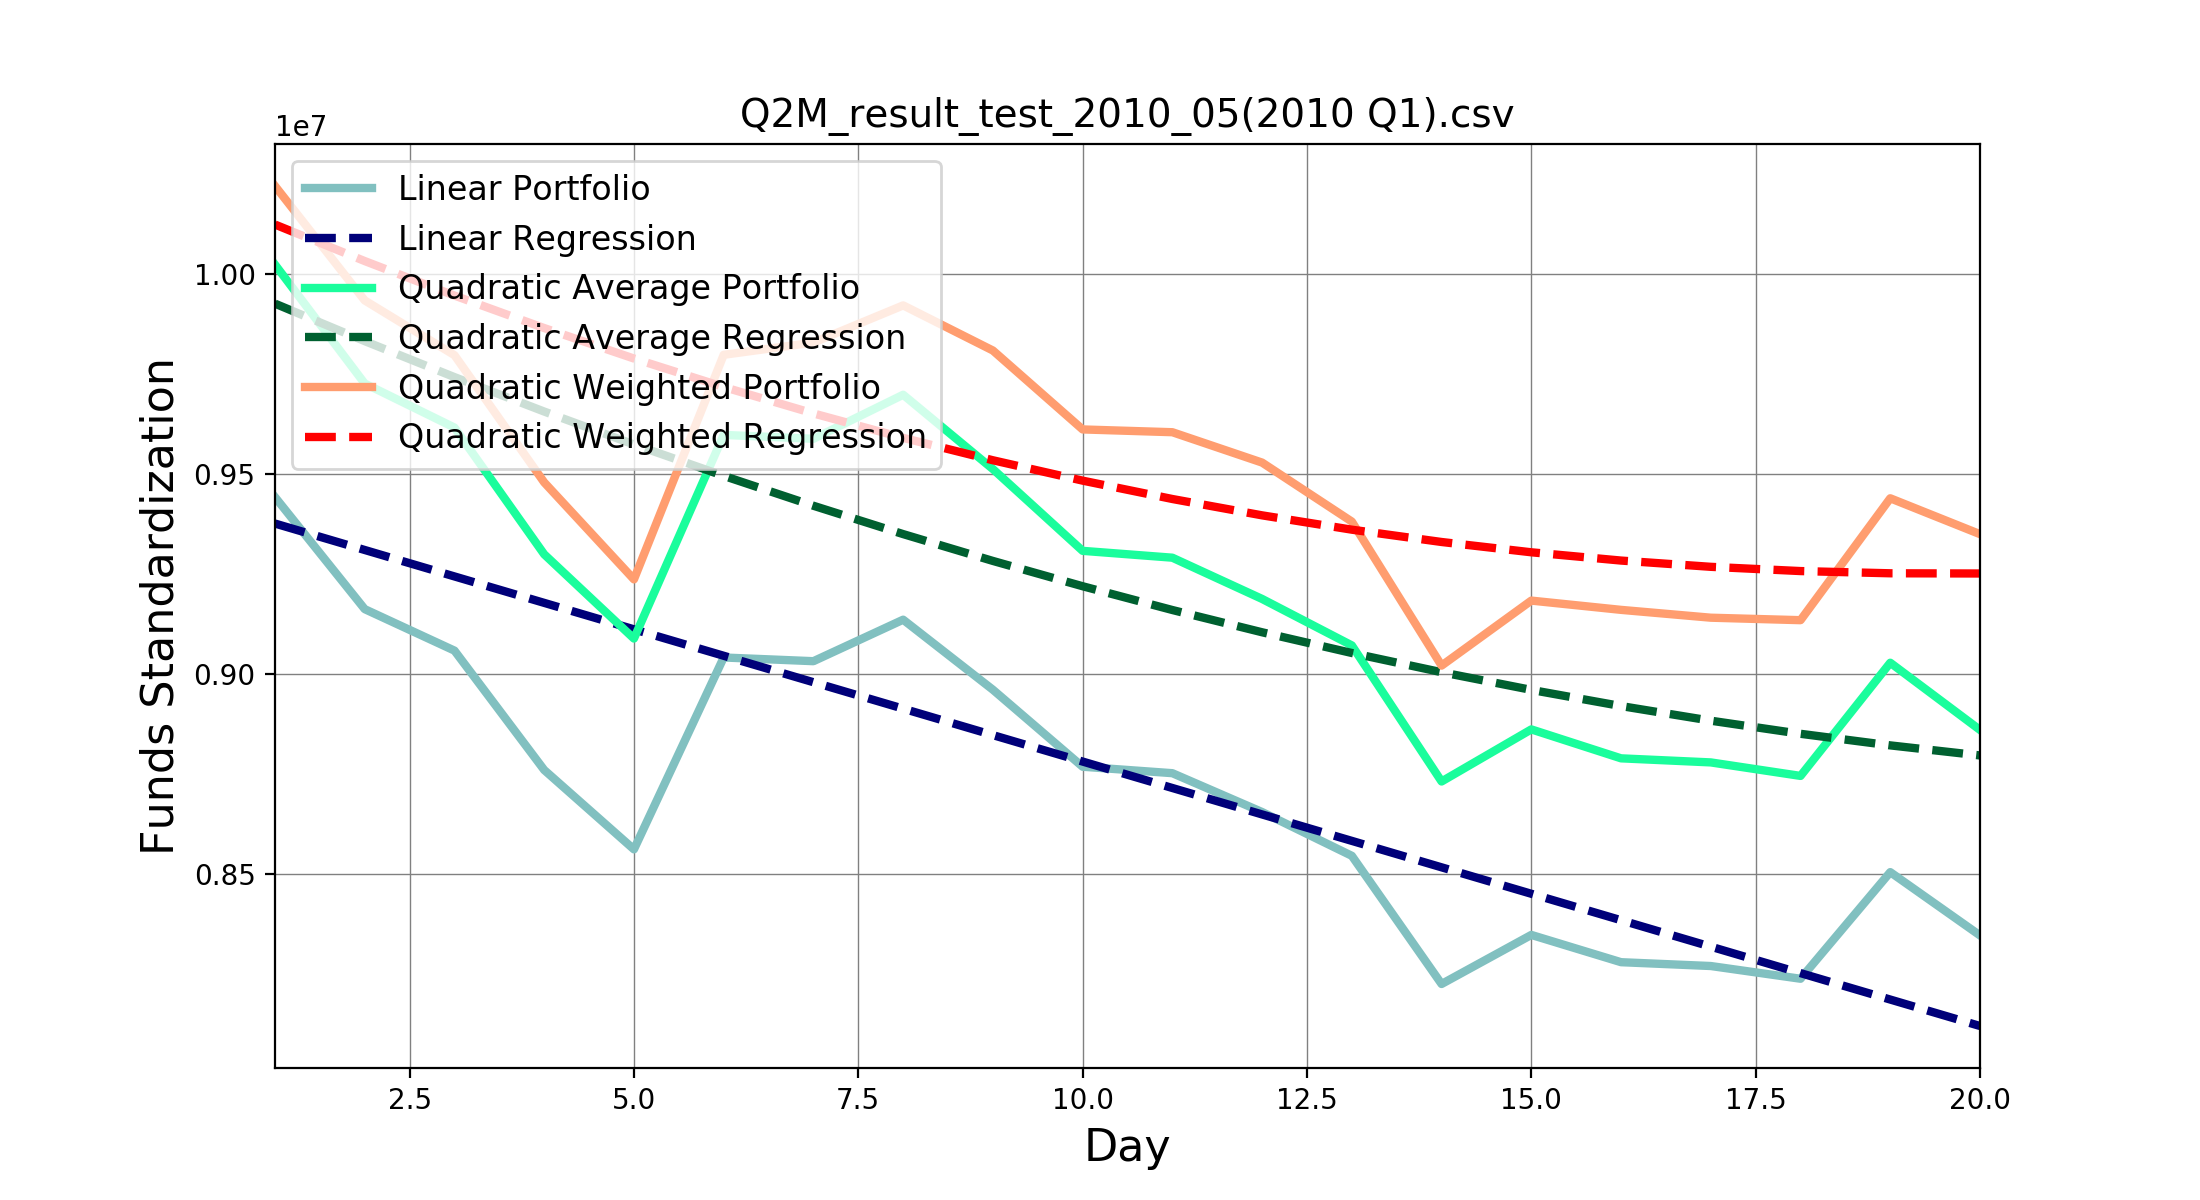 Q2M_result_test_2010_05(2010 Q1).csv
1e7
Linear Portfolio
Linear Regression
Quadratic Average Portfolio
Quadratic Average Regression
Quadratic Weighted Portfolio
Quadratic Weighted Regression
1.00
0.95
0.90
0.85
Funds Standardization
2.5 5.0 7.5 10.0 12.5 15.0 17.5 20.0
Day